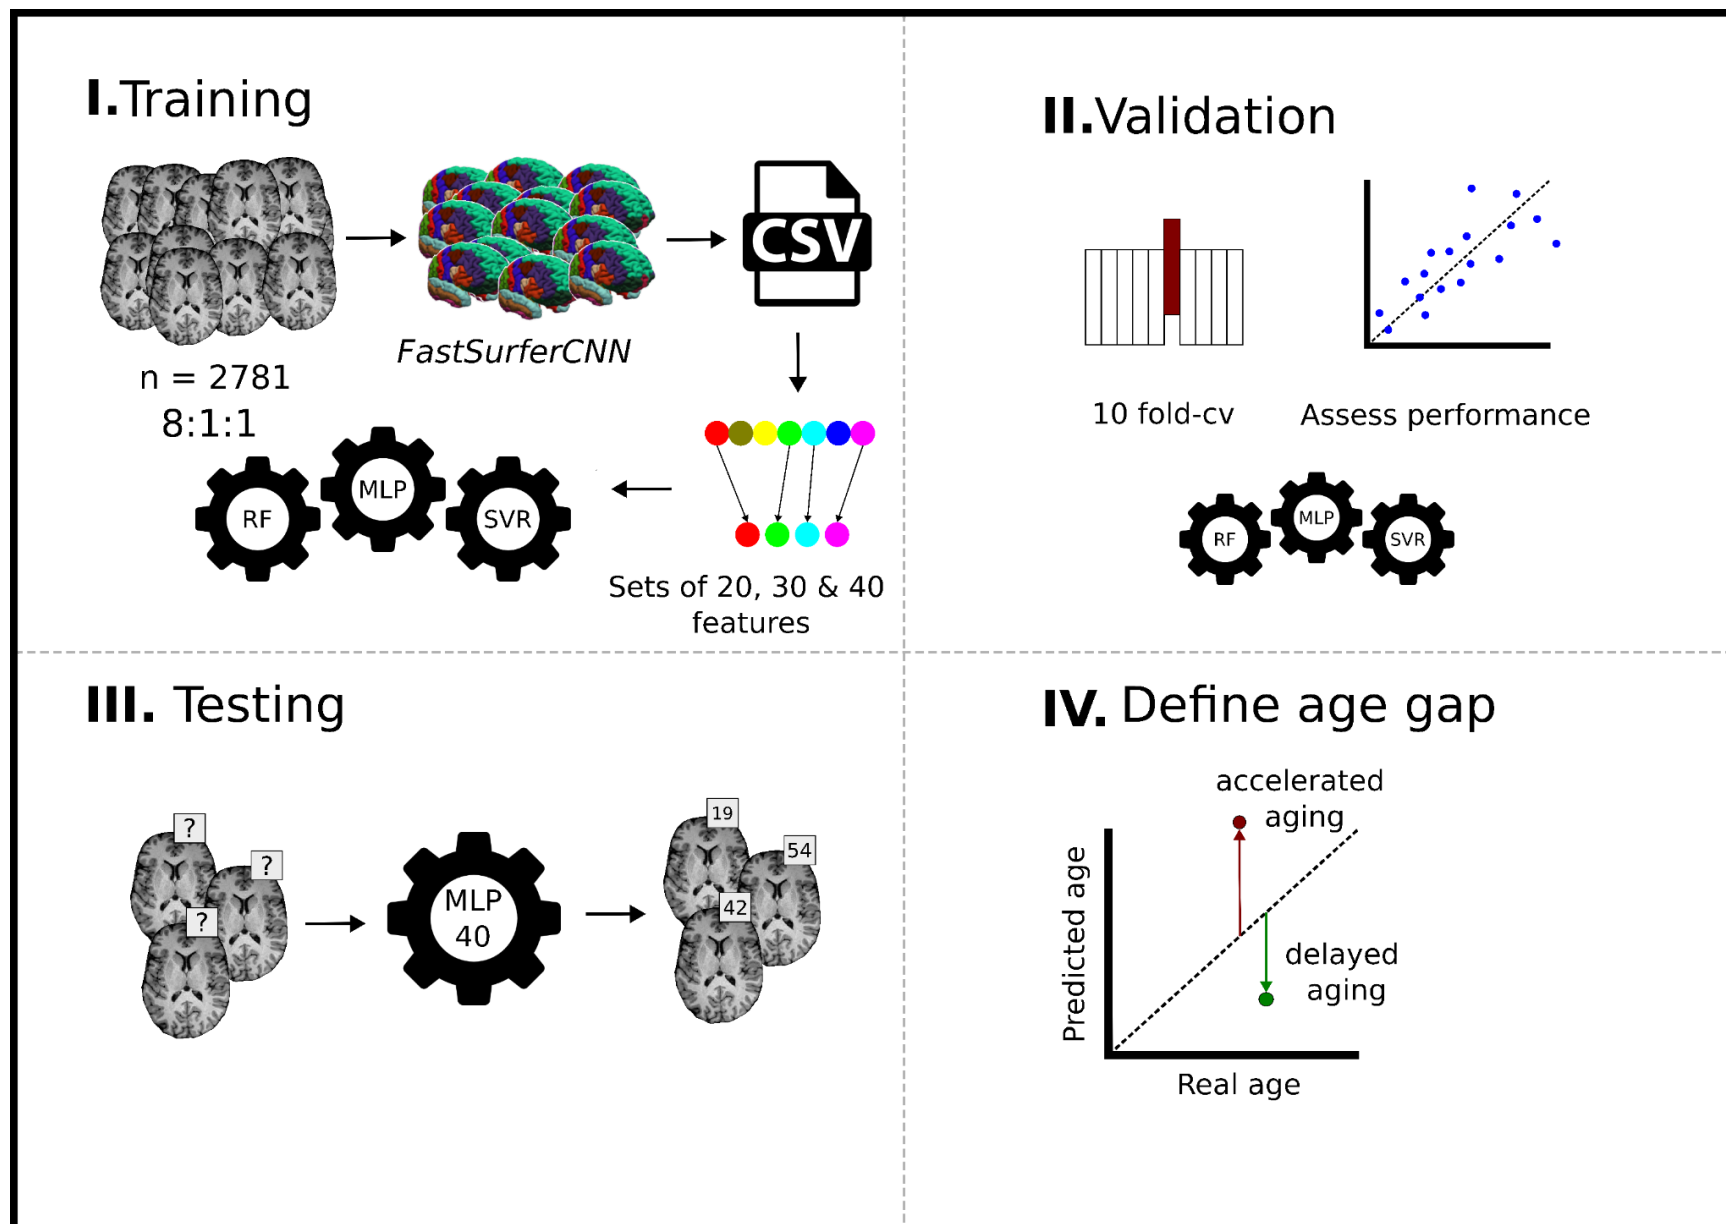 I.Training
CSV
FastSurferCNN
n = 2781
8:1:1
RF
MLP
SVR
Sets of 20, 30 & 40
features
II.Validation
10 fold-cv
Assess performance
RF
MLP
SVR
III. Testing
?
?
?
MLP
40
19
54
42
IV. Define age gap
accelerated
aging
delayed
aging
Predicted age
Real age